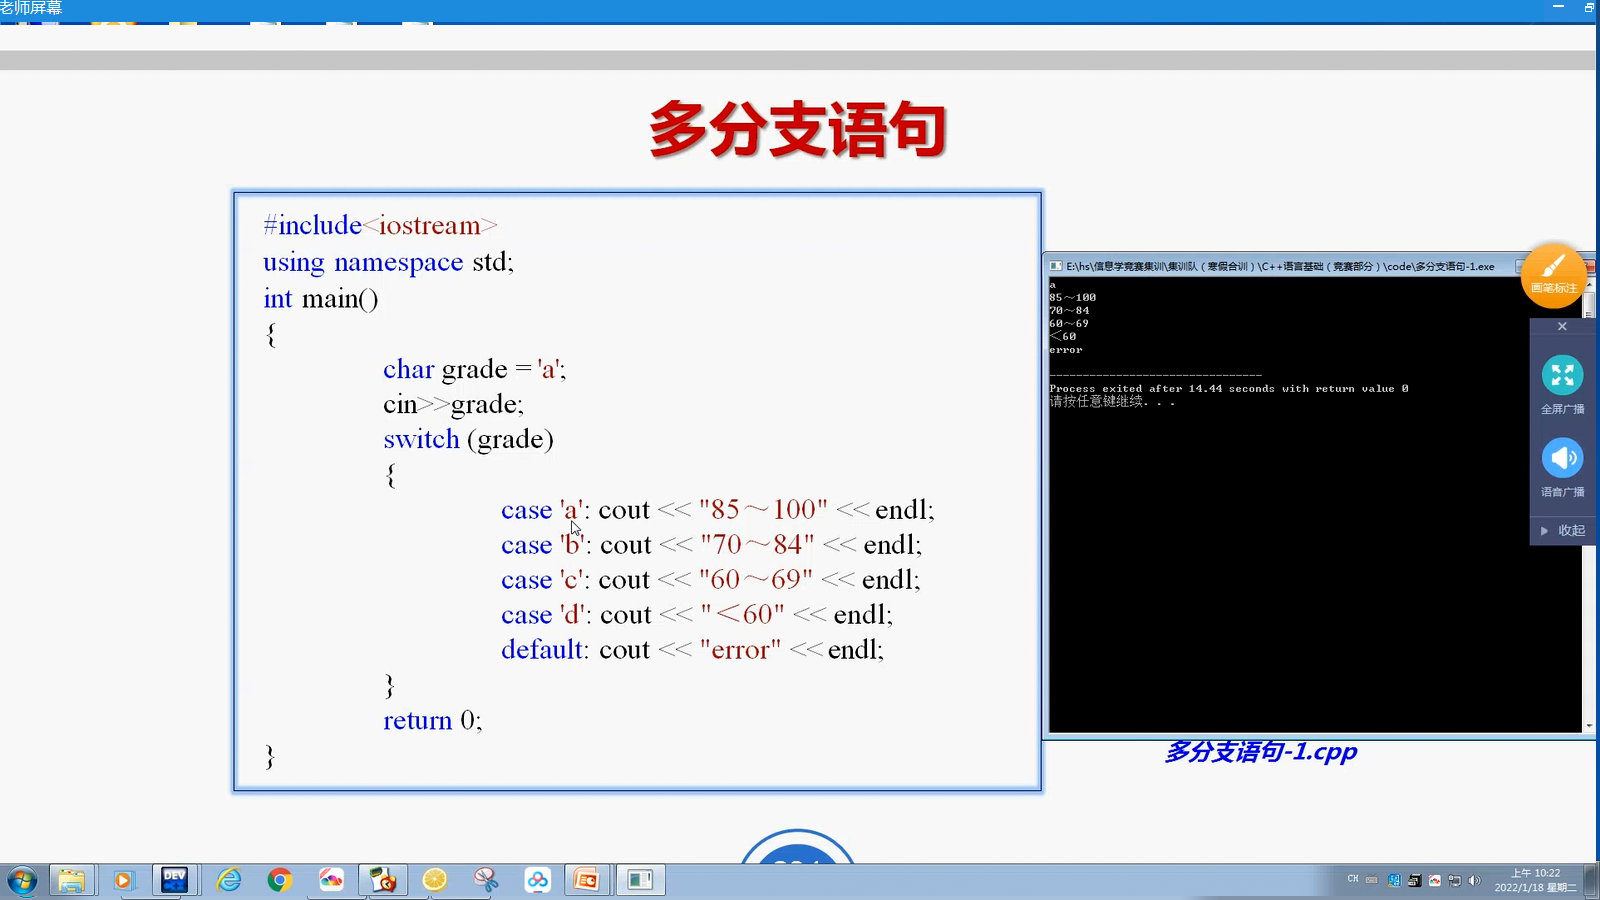 老师屏幕
多分支语句
#include<iostream>
using namespace std;
int main()
{
char grade = 'a';
cin>>grade;
switch (grade)
{
case 'a': cout << "85～100" << endl;
case 'b': cout << "70～84" << endl;
case 'c': cout << "60～69" << endl;
case 'd': cout << "＜60" << endl;
default: cout << "error" << endl;
}
return 0;
}
E:\hs\信息学竞赛集训\集训队（寒假合训）\C++语言基础（竞赛部分）\code\多分支语句-1.exe
a
85～100
70～84
60～69
＜60
error
--------------------------------
Process exited after 14.44 seconds with return value 0
请按任意键继续. . .
画笔标注
全屏广播
语音广播
收起
多分支语句-1.cpp
DEV
CH
上午 10:22
2022/1/18 星期二